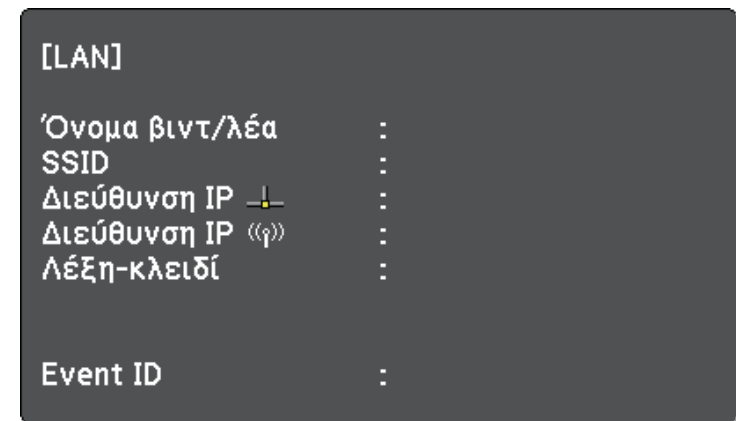 [LAN]
Όνομα βιντ/λέα :
SSID :
Διεύθυνση IP :
Διεύθυνση IP :
Λέξη-κλειδί :
Event ID :